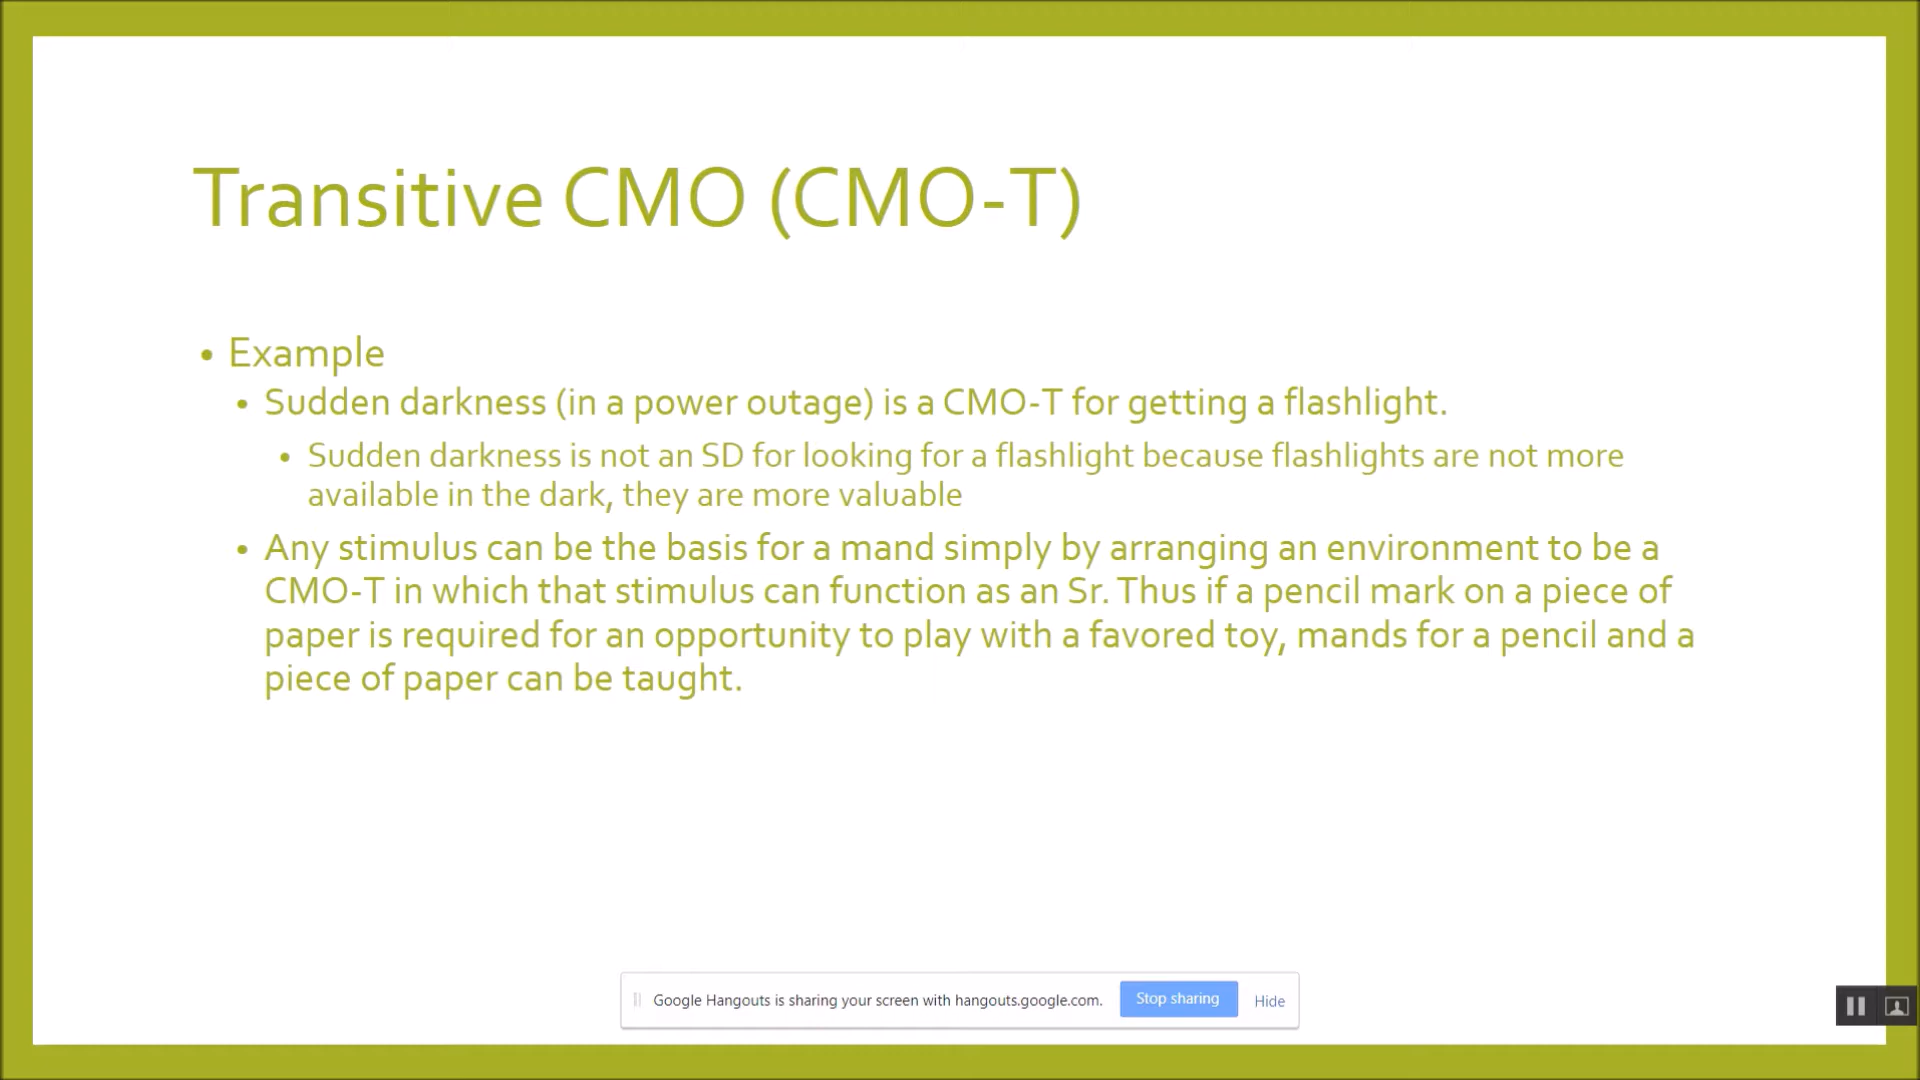 Transitive CMO (CMO-T)
• Example
• Sudden darkness (in a power outage) is a CMO-T for getting a flashlight.
• Sudden darkness is not an SD for looking for a flashlight because flashlights are not more
available in the dark, they are more valuable
• Any stimulus can be the basis for a mand simply by arranging an environment to be a
CMO-T in which that stimulus can function as an Sr. Thus if a pencil mark on a piece of
paper is required for an opportunity to play with a favored toy, mands for a pencil and a
piece of paper can be taught.
Google Hangouts is sharing your screen with hangouts.google.com. Stop sharing Hide